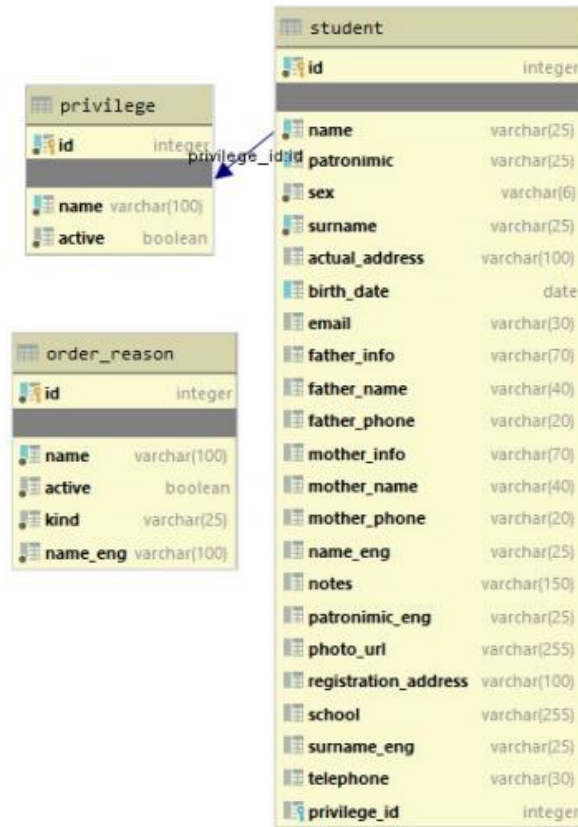 privilege
id integer
name varchar(100)
active boolean
privilege_id:id
order_reason
id integer
name varchar(100)
active boolean
kind varchar(25)
name_eng varchar(100)
student
id integer
name varchar(25)
patronimic varchar(25)
sex varchar(6)
surname varchar(25)
actual_address varchar(100)
birth_date date
email varchar(30)
father_info varchar(70)
father_name varchar(40)
father_phone varchar(20)
mother_info varchar(70)
mother_name varchar(40)
mother_phone varchar(20)
name_eng varchar(25)
notes varchar(150)
patronimic_eng varchar(25)
photo_url varchar(255)
registration_address varchar(100)
school varchar(255)
surname_eng varchar(25)
telephone varchar(30)
privilege_id integer